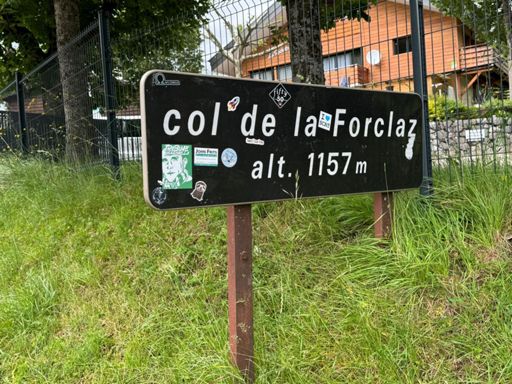 col de la Forclaz
alt. 1157 m